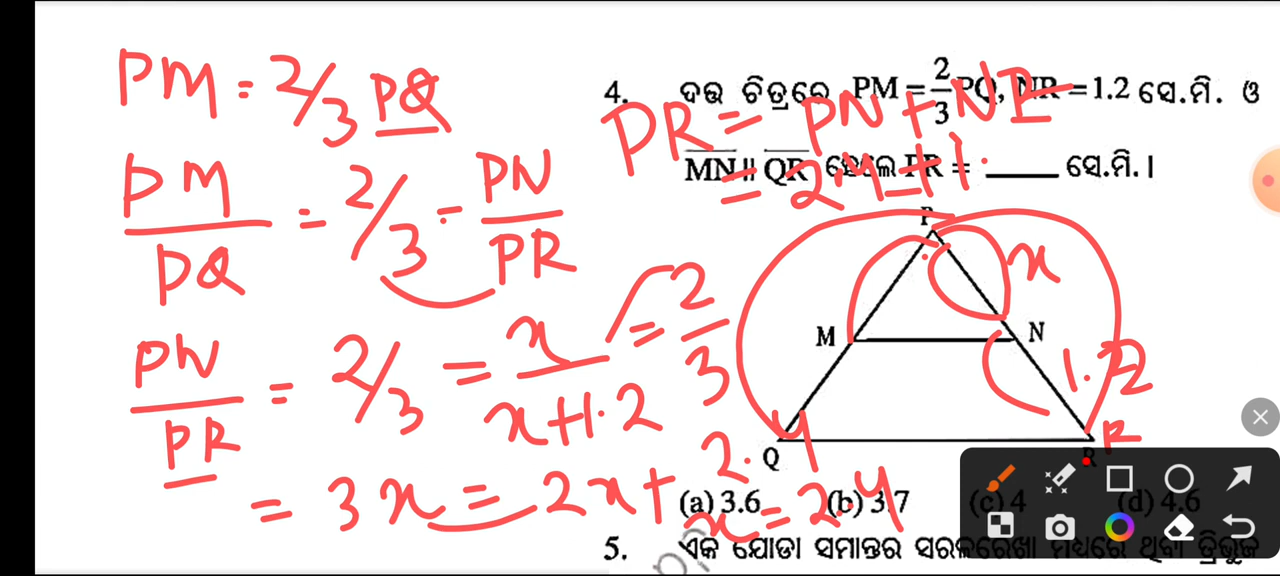 4. ଦଉ ଚିତ୍ରରେ PM = 2/3 PQ, NR = 1.2 ସେ.ମି. ଓ
MN || QR ହେଲେ PR = ____ ସେ.ମି.।
PM = 2/3 PQ
PM/PQ = 2/3 = PN/PR
PN/PR = 2/3 = x/x+1.2 = 2/3
= 3x = 2x + 2.4
x = 2.4
PR = PN + NR
= 2.4 + 1.
P
x
M
N
1.2
Q
R
R
(a) 3.6 (b) 3.7 (c) 4 (d) 4.6
5. ଏକ ଯୋଡା ସମାନ୍ତର ସରଳରେଖା ମଧ୍ୟରେ ଥିବା ତ୍ରିଭୁଜ